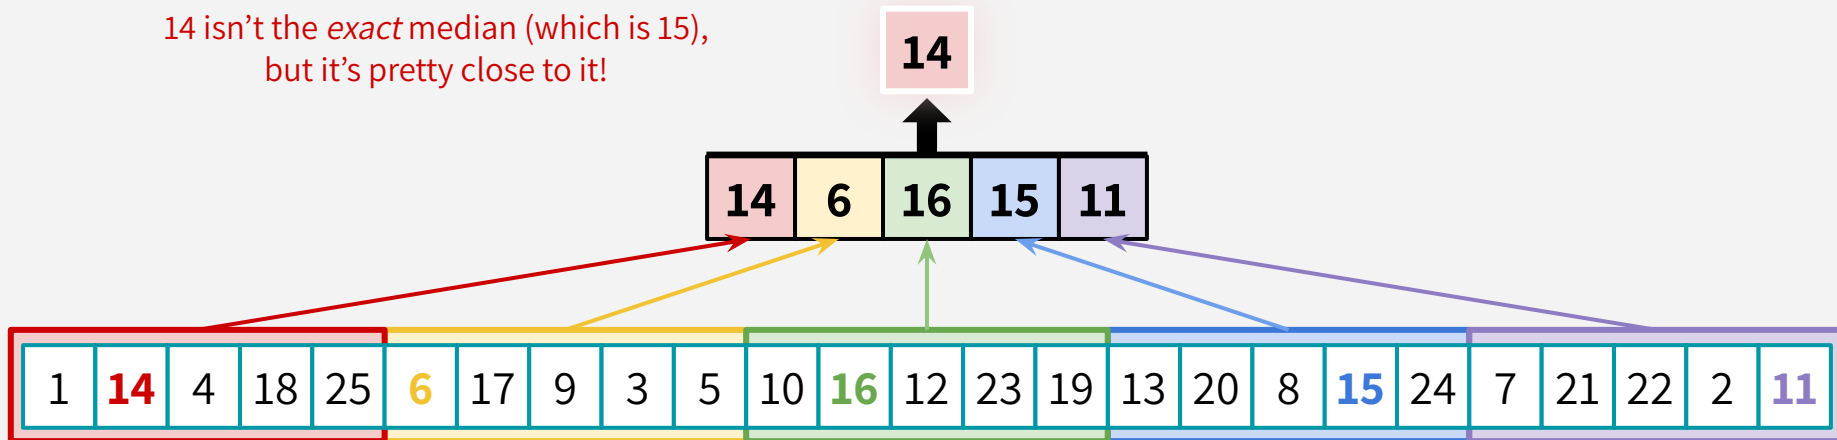 14 isn’t the exact median (which is 15),
but it’s pretty close to it!
14
14 6 16 15 11
1 14 4 18 25 6 17 9 3 5 10 16 12 23 19 13 20 8 15 24 7 21 22 2 11